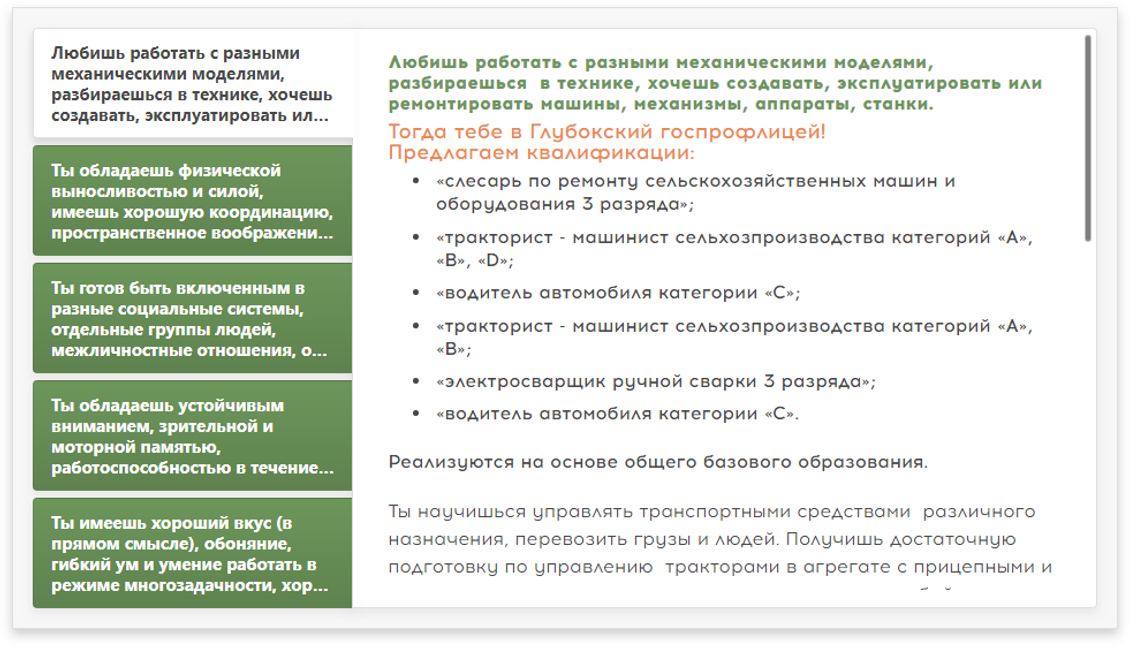 Любишь работать с разными
механическими моделями,
разбираешься в технике, хочешь
создавать, эксплуатировать ил...
Ты обладаешь физической
выносливостью и силой,
имеешь хорошую координацию,
пространственное воображени...
Ты готов быть включенным в
разные социальные системы,
отдельные группы людей,
межличностные отношения, о...
Ты обладаешь устойчивым
вниманием, зрительной и
моторной памятью,
работоспособностью в течение...
Ты имеешь хороший вкус (в
прямом смысле), обоняние,
гибкий ум и умение работать в
режиме многозадачности, хор...
Любишь работать с разными механическими моделями,
разбираешься  в технике, хочешь создавать, эксплуатировать или
ремонтировать машины, механизмы, аппараты, станки.
Тогда тебе в Глубокский госпрофлицей!
Предлагаем квалификации:
• «слесарь по ремонту сельскохозяйственных машин и
оборудования 3 разряда»;
• «тракторист - машинист сельхозпроизводства категорий «А»,
«В», «D»;
• «водитель автомобиля категории «С»;
• «тракторист - машинист сельхозпроизводства категорий «А»,
«В»;
• «электросварщик ручной сварки 3 разряда»;
• «водитель автомобиля категории «С».
Реализуются на основе общего базового образования.
Ты научишься управлять транспортными средствами  различного
назначения, перевозить грузы и людей. Получишь достаточную
подготовку по управлению  тракторами в агрегате с прицепными и